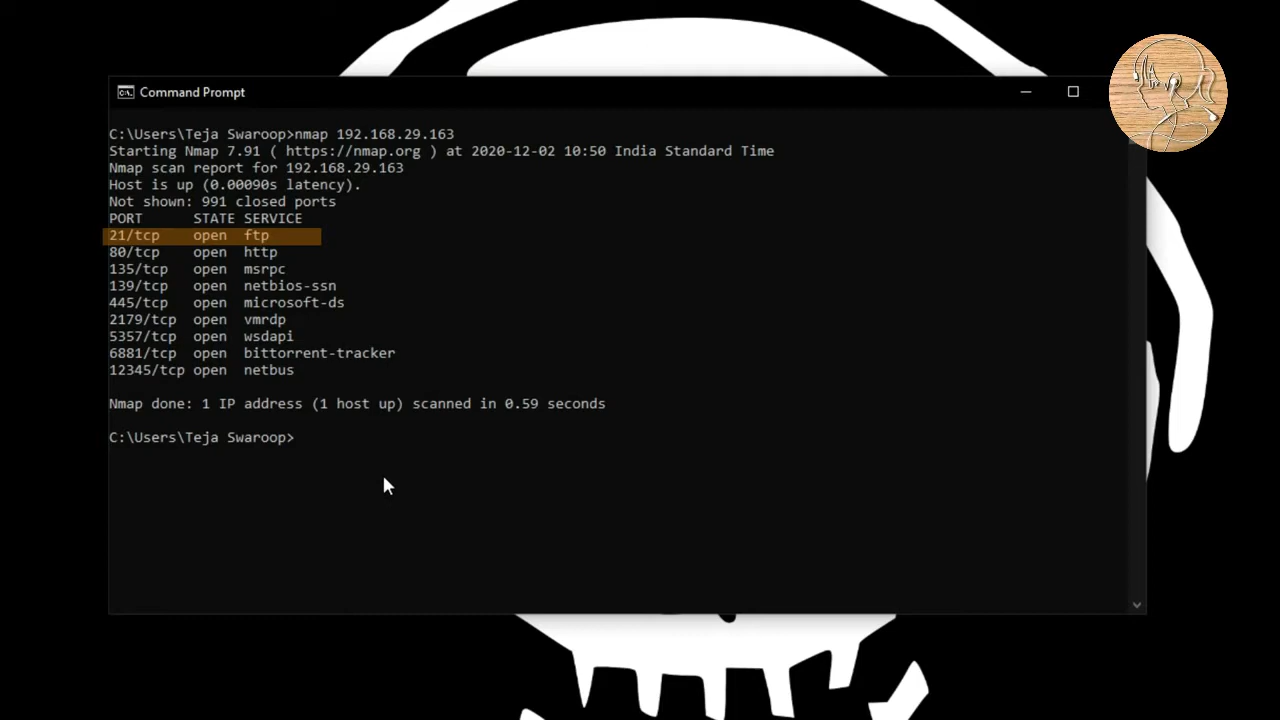 Command Prompt
C:\Users\Teja Swaroop>nmap 192.168.29.163
Starting Nmap 7.91 ( https://nmap.org ) at 2020-12-02 10:50 India Standard Time
Nmap scan report for 192.168.29.163
Host is up (0.00090s latency).
Not shown: 991 closed ports
PORT      STATE SERVICE
21/tcp    open  ftp
80/tcp    open  http
135/tcp   open  msrpc
139/tcp   open  netbios-ssn
445/tcp   open  microsoft-ds
2179/tcp  open  vmrdp
5357/tcp  open  wsdapi
6881/tcp  open  bittorrent-tracker
12345/tcp open  netbus
Nmap done: 1 IP address (1 host up) scanned in 0.59 seconds
C:\Users\Teja Swaroop>